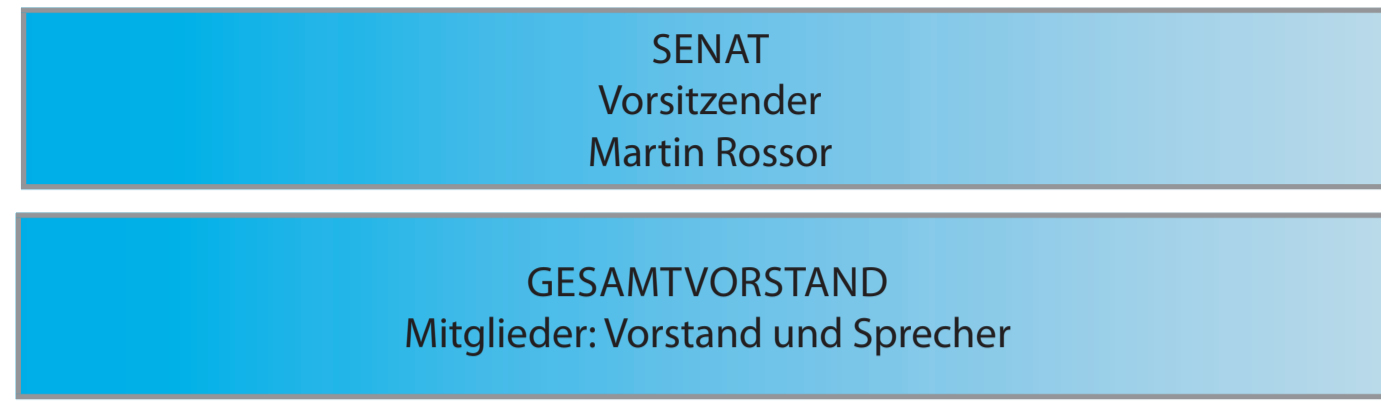 SENAT
Vorsitzender
Martin Rossor
GESAMTVORSTAND
Mitglieder: Vorstand und Sprecher